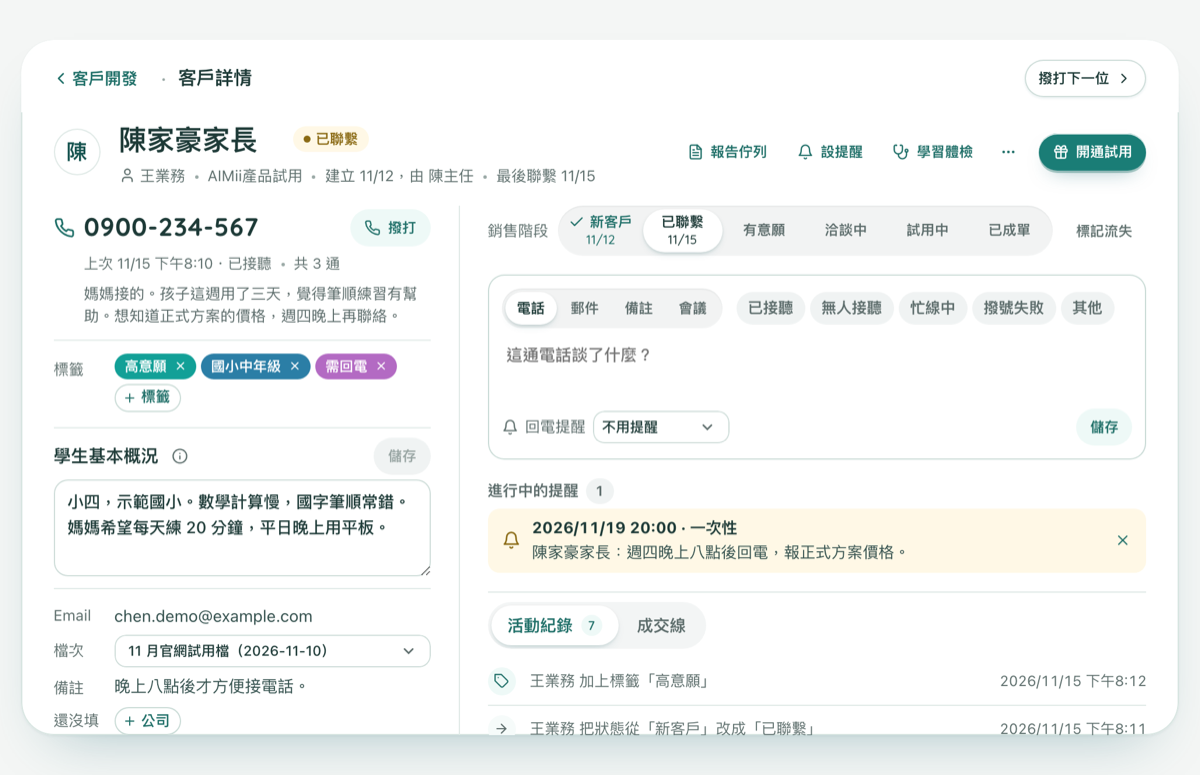 客戶開發 · 客戶詳情
撥打下一位
陳
陳家豪家長
已聯繫
王業務 • AIMii產品試用 • 建立 11/12,由 陳主任 • 最後聯繫 11/15
報告佇列
設提醒
學習體檢
···
開通試用
0900-234-567
撥打
上次 11/15 下午8:10 · 已接聽 • 共 3 通
媽媽接的。孩子這週用了三天,覺得筆順練習有幫
助。想知道正式方案的價格,週四晚上再聯絡。
標籤
高意願 ×
國小中年級 ×
需回電 ×
+ 標籤
學生基本概況
儲存
小四,示範國小。數學計算慢,國字筆順常錯。
媽媽希望每天練 20 分鐘,平日晚上用平板。
Email chen.demo@example.com
檔次 11 月官網試用檔(2026-11-10)
備註 晚上八點後才方便接電話。
還沒填 + 公司
銷售階段
新客戶
11/12
已聯繫
11/15
有意願
洽談中
試用中
已成單
標記流失
電話 郵件 備註 會議
已接聽 無人接聽 忙線中 撥號失敗 其他
這通電話談了什麼?
回電提醒 不用提醒
儲存
進行中的提醒 1
2026/11/19 20:00 · 一次性
陳家豪家長:週四晚上八點後回電,報正式方案價格。
活動紀錄 7
成交線
王業務 加上標籤「高意願」 2026/11/15 下午8:12
王業務 把狀態從「新客戶」改成「已聯繫」 2026/11/15 下午8:11